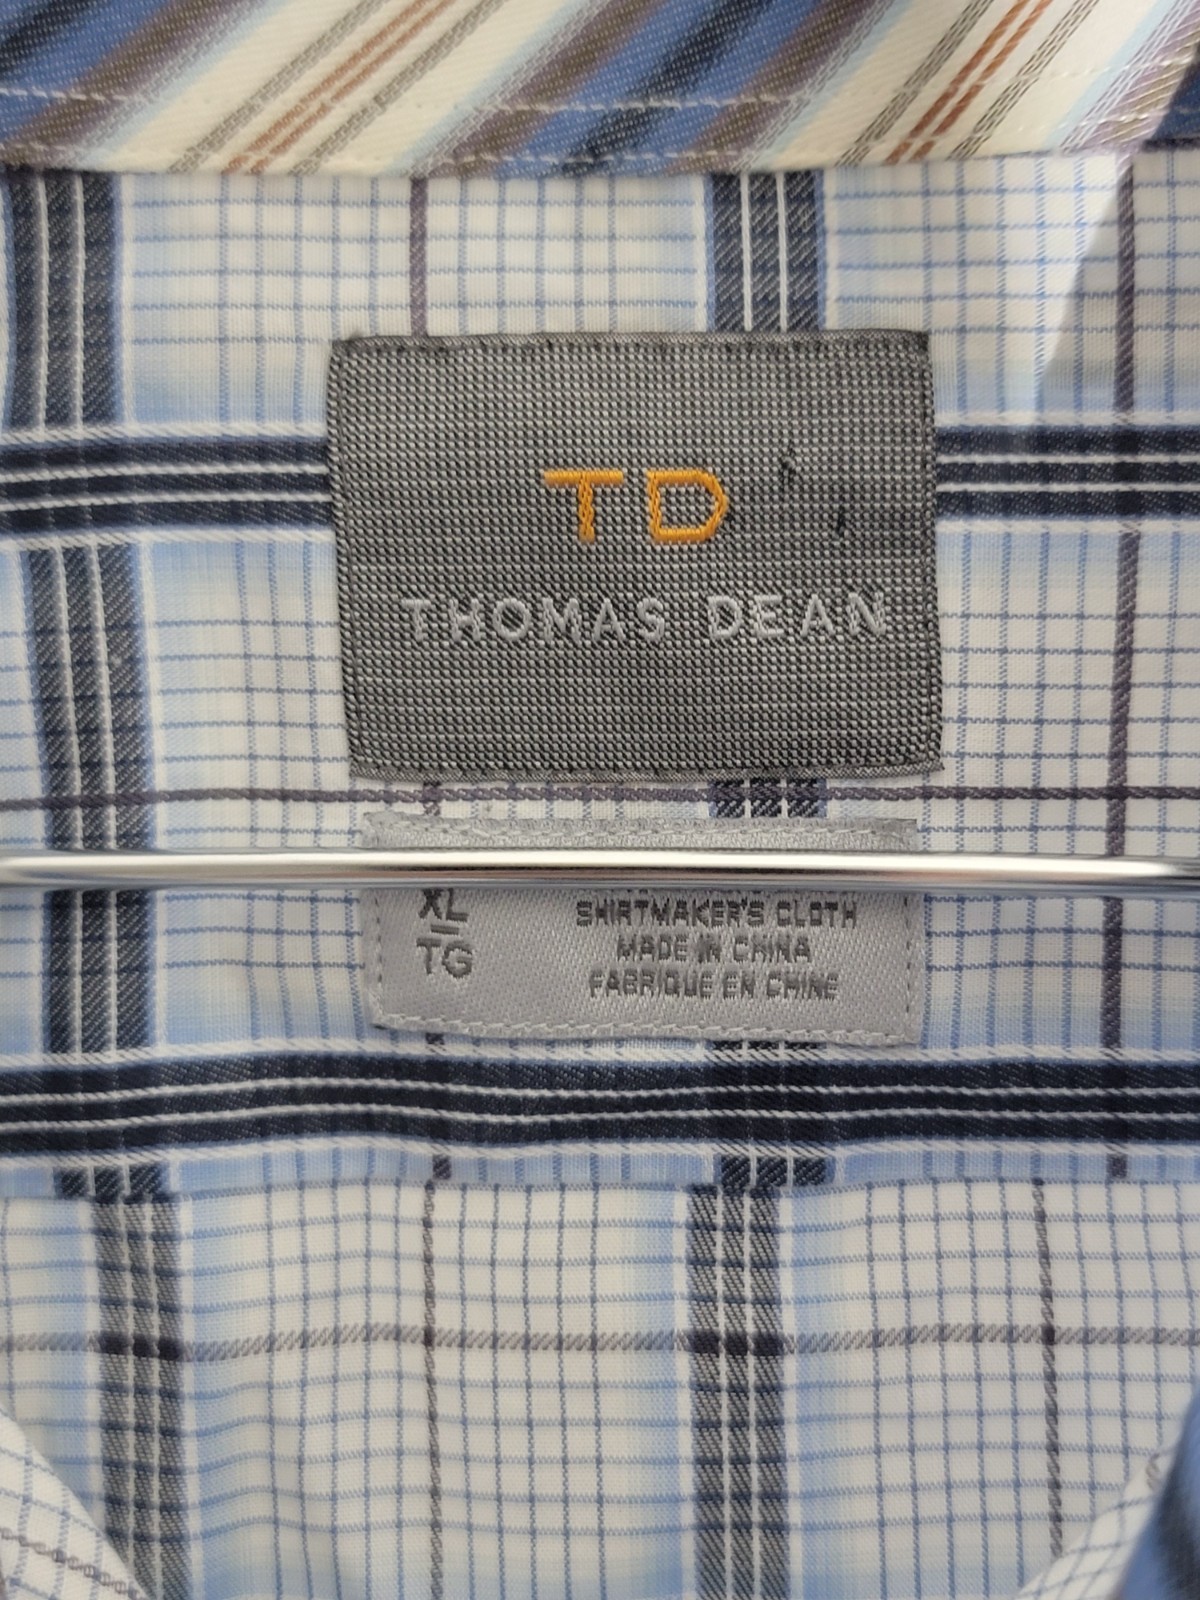 TD
THOMAS DEAN
XL
TG
SHIRTMAKER'S CLOTH
MADE IN CHINA
FABRIQUE EN CHINE